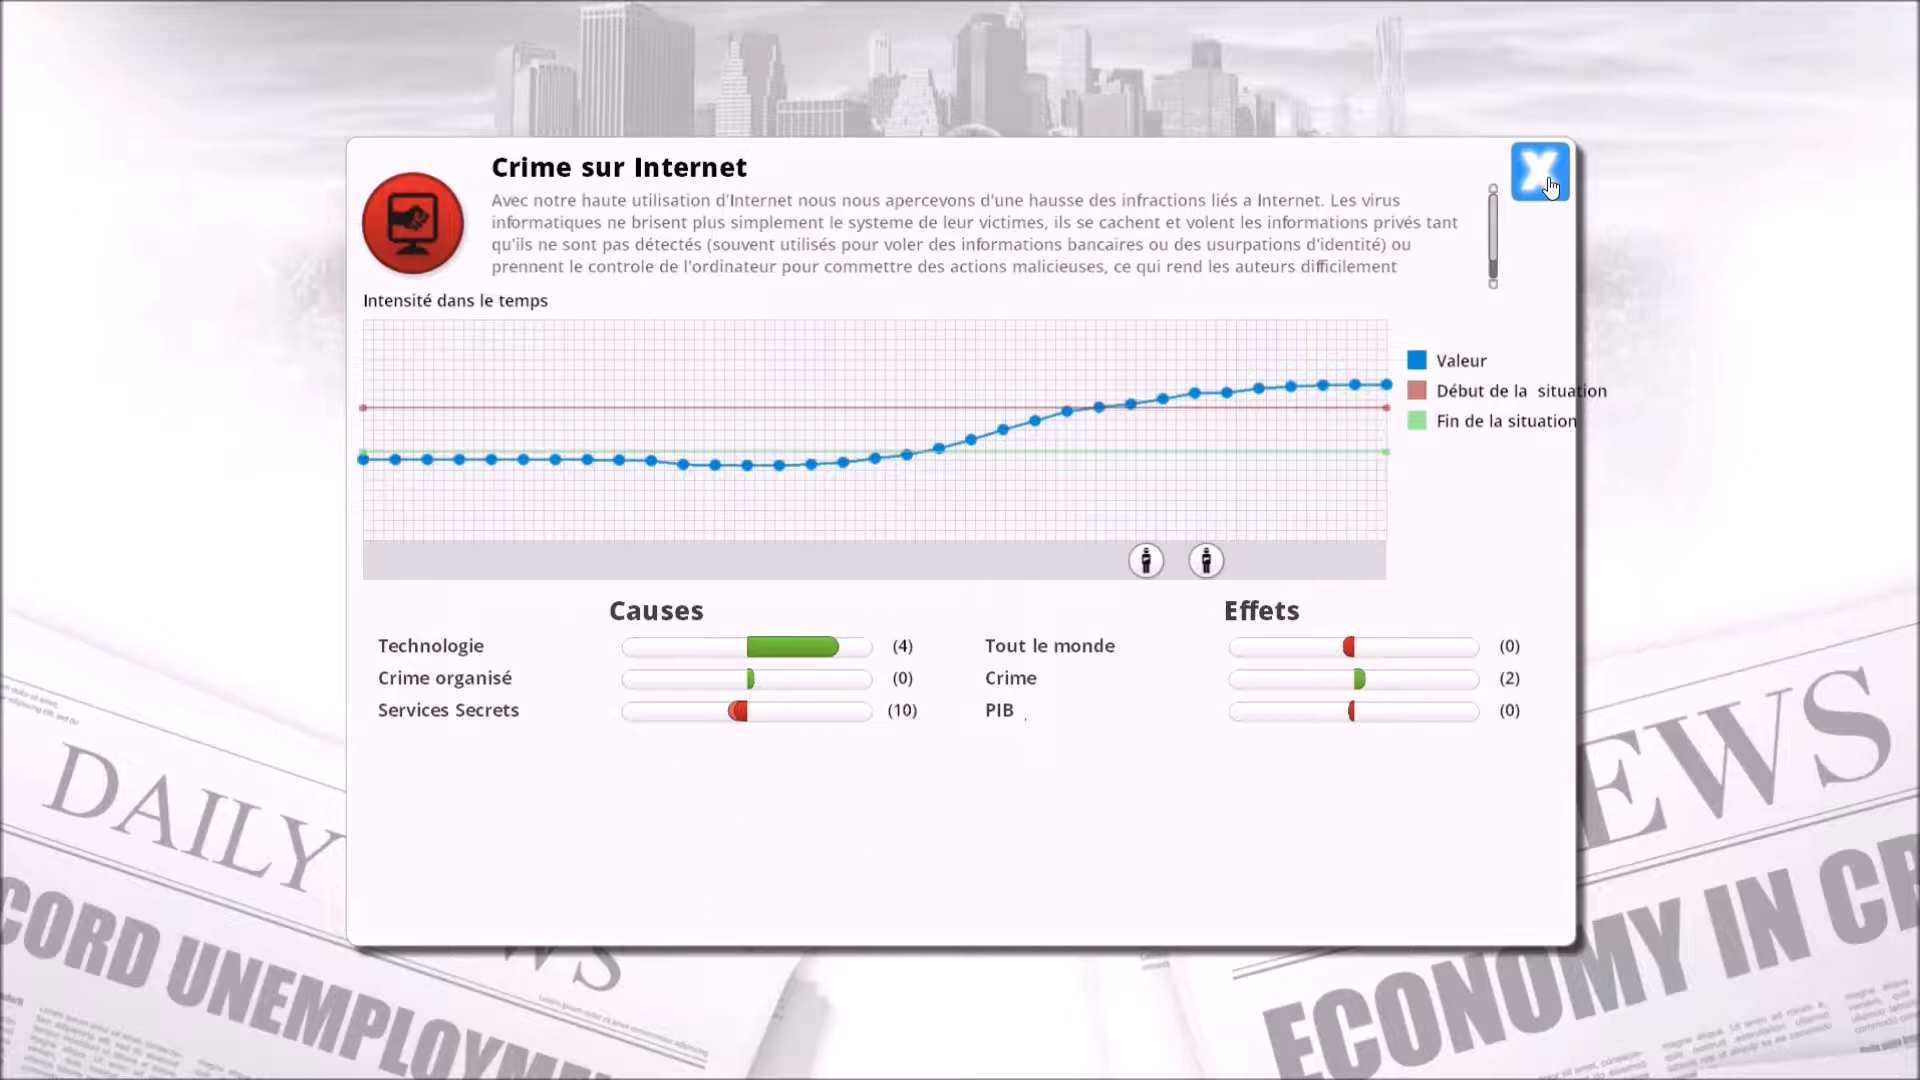 Crime sur Internet
Avec notre haute utilisation d'Internet nous nous apercevons d'une hausse des infractions liés a Internet. Les virus
informatiques ne brisent plus simplement le systeme de leur victimes, ils se cachent et volent les informations privés tant
qu'ils ne sont pas détectés (souvent utilisés pour voler des informations bancaires ou des usurpations d'identité) ou
prennent le controle de l'ordinateur pour commettre des actions malicieuses, ce qui rend les auteurs difficilement
X
Intensité dans le temps
Valeur
Début de la situation
Fin de la situation
Causes
Technologie (4)
Crime organisé (0)
Services Secrets (10)
Effets
Tout le monde (0)
Crime (2)
PIB (0)
DAILY
EWS
CORD UNEMPLOYME
WS
ECONOMY IN CR